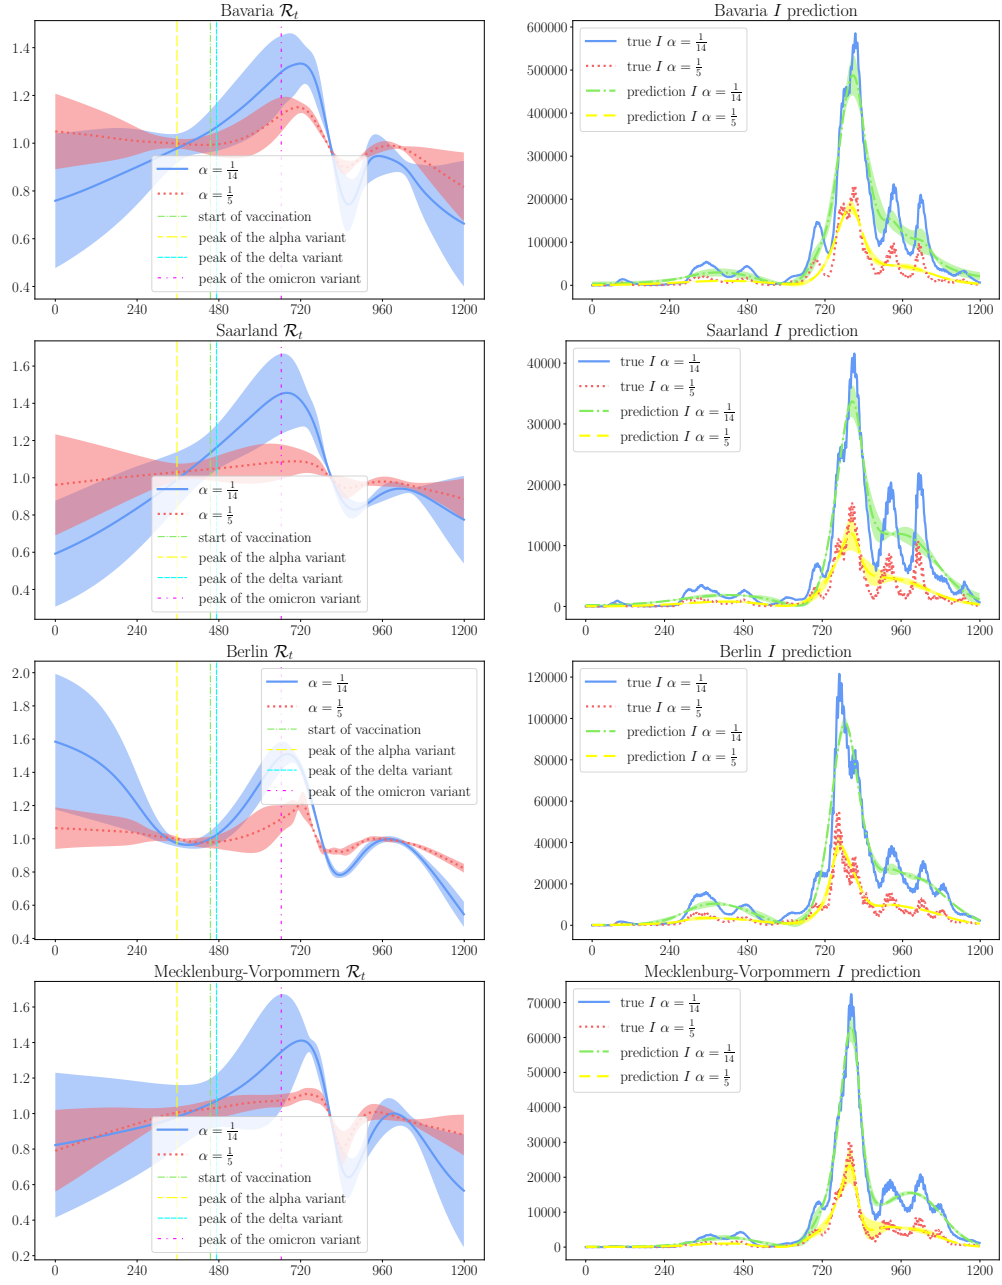 Bavaria $\mathcal{R}_t$
1.4
1.2
1.0
0.8
0.6
0.4
α = 1/14
α = 1/5
start of vaccination
peak of the alpha variant
peak of the delta variant
peak of the omicron variant
0 240 480 720 960 1200
Bavaria I prediction
600000
500000
400000
300000
200000
100000
0
true I α = 1/14
true I α = 1/5
prediction I α = 1/14
prediction I α = 1/5
0 240 480 720 960 1200
Saarland $\mathcal{R}_t$
1.6
1.4
1.2
1.0
0.8
0.6
0.4
α = 1/14
α = 1/5
start of vaccination
peak of the alpha variant
peak of the delta variant
peak of the omicron variant
0 240 480 720 960 1200
Saarland I prediction
40000
30000
20000
10000
0
true I α = 1/14
true I α = 1/5
prediction I α = 1/14
prediction I α = 1/5
0 240 480 720 960 1200
Berlin $\mathcal{R}_t$
2.0
1.8
1.6
1.4
1.2
1.0
0.8
0.6
0.4
α = 1/14
α = 1/5
start of vaccination
peak of the alpha variant
peak of the delta variant
peak of the omicron variant
0 240 480 720 960 1200
Berlin I prediction
120000
100000
80000
60000
40000
20000
0
true I α = 1/14
true I α = 1/5
prediction I α = 1/14
prediction I α = 1/5
0 240 480 720 960 1200
Mecklenburg-Vorpommern $\mathcal{R}_t$
1.6
1.4
1.2
1.0
0.8
0.6
0.4
0.2
α = 1/14
α = 1/5
start of vaccination
peak of the alpha variant
peak of the delta variant
peak of the omicron variant
0 240 480 720 960 1200
Mecklenburg-Vorpommern I prediction
70000
60000
50000
40000
30000
20000
10000
0
true I α = 1/14
true I α = 1/5
prediction I α = 1/14
prediction I α = 1/5
0 240 480 720 960 1200